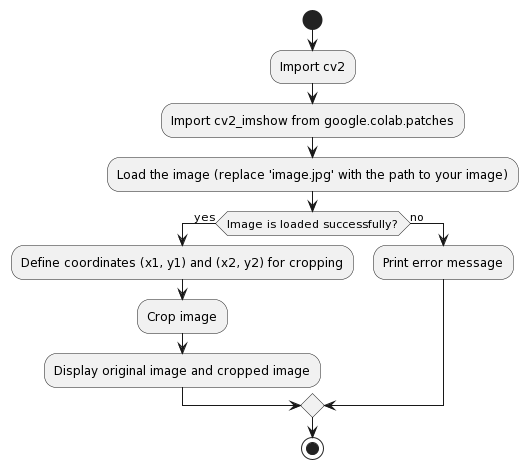 Import cv2
Import cv2_imshow from google.colab.patches
Load the image (replace 'image.jpg' with the path to your image)
yes
Image is loaded successfully?
no
Define coordinates (x1, y1) and (x2, y2) for cropping
Print error message
Crop image
Display original image and cropped image